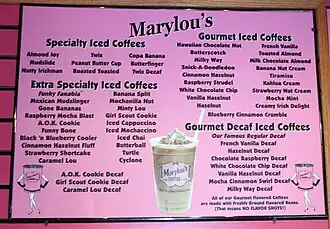 Marylou's
Specialty Iced Coffees
Almond Joy
Mudslide
Nutty Irishman
Twix
Peanut Butter Cup
Roasted Toasted
Copa Banana
Butterfinger
Twix Decaf
Extra Specialty Iced Coffees
Funky Fanabla
Mexican Mudslinger
Gone Bananas
Raspberry Mocha Blast
A.O.K. Cookie
Funny Bone
Black 'n Blueberry Cooler
Cinnamon Hazelnut Fluff
Strawberry Shortcake
Caramel Lou
Banana Split
Mochanilla Nut
Minty Lou
Girl Scout Cookie
Iced Cappuccino
Iced Mochaccino
Iced Chai
Butterball
Turtle
Cyclone
A.O.K. Cookie Decaf
Girl Scout Cookie Decaf
Caramel Lou Decaf
Gourmet Iced Coffees
Hawaiian Chocolate Nut
Butterscotch
Milky Way
Snick-A-Doodledoo
Cinnamon Hazelnut
Raspberry Strudel
White Chocolate Chip
Vanilla Hazelnut
Hazelnut
French Vanilla
Toasted Almond
Milk Chocolate Almond
Banana Nut Cream
Tiramisu
Kahlua Cream
Strawberry Nut Cream
Mocha Mint
Creamy Irish Delight
Blueberry Cinnamon Crumble
Gourmet Decaf Iced Coffees
Our Famous Regular Decaf
French Vanilla Decaf
Hazelnut Decaf
Chocolate Raspberry Decaf
White Chocolate Chip Decaf
Vanilla Hazelnut Decaf
Mocha Cinnamon Swirl Decaf
Milky Way Decaf
All of our Gourmet Flavored Coffees
are made with Freshly Ground Flavored Beans.
(That means NO FLAVOR SHOTS!)
Marylou's